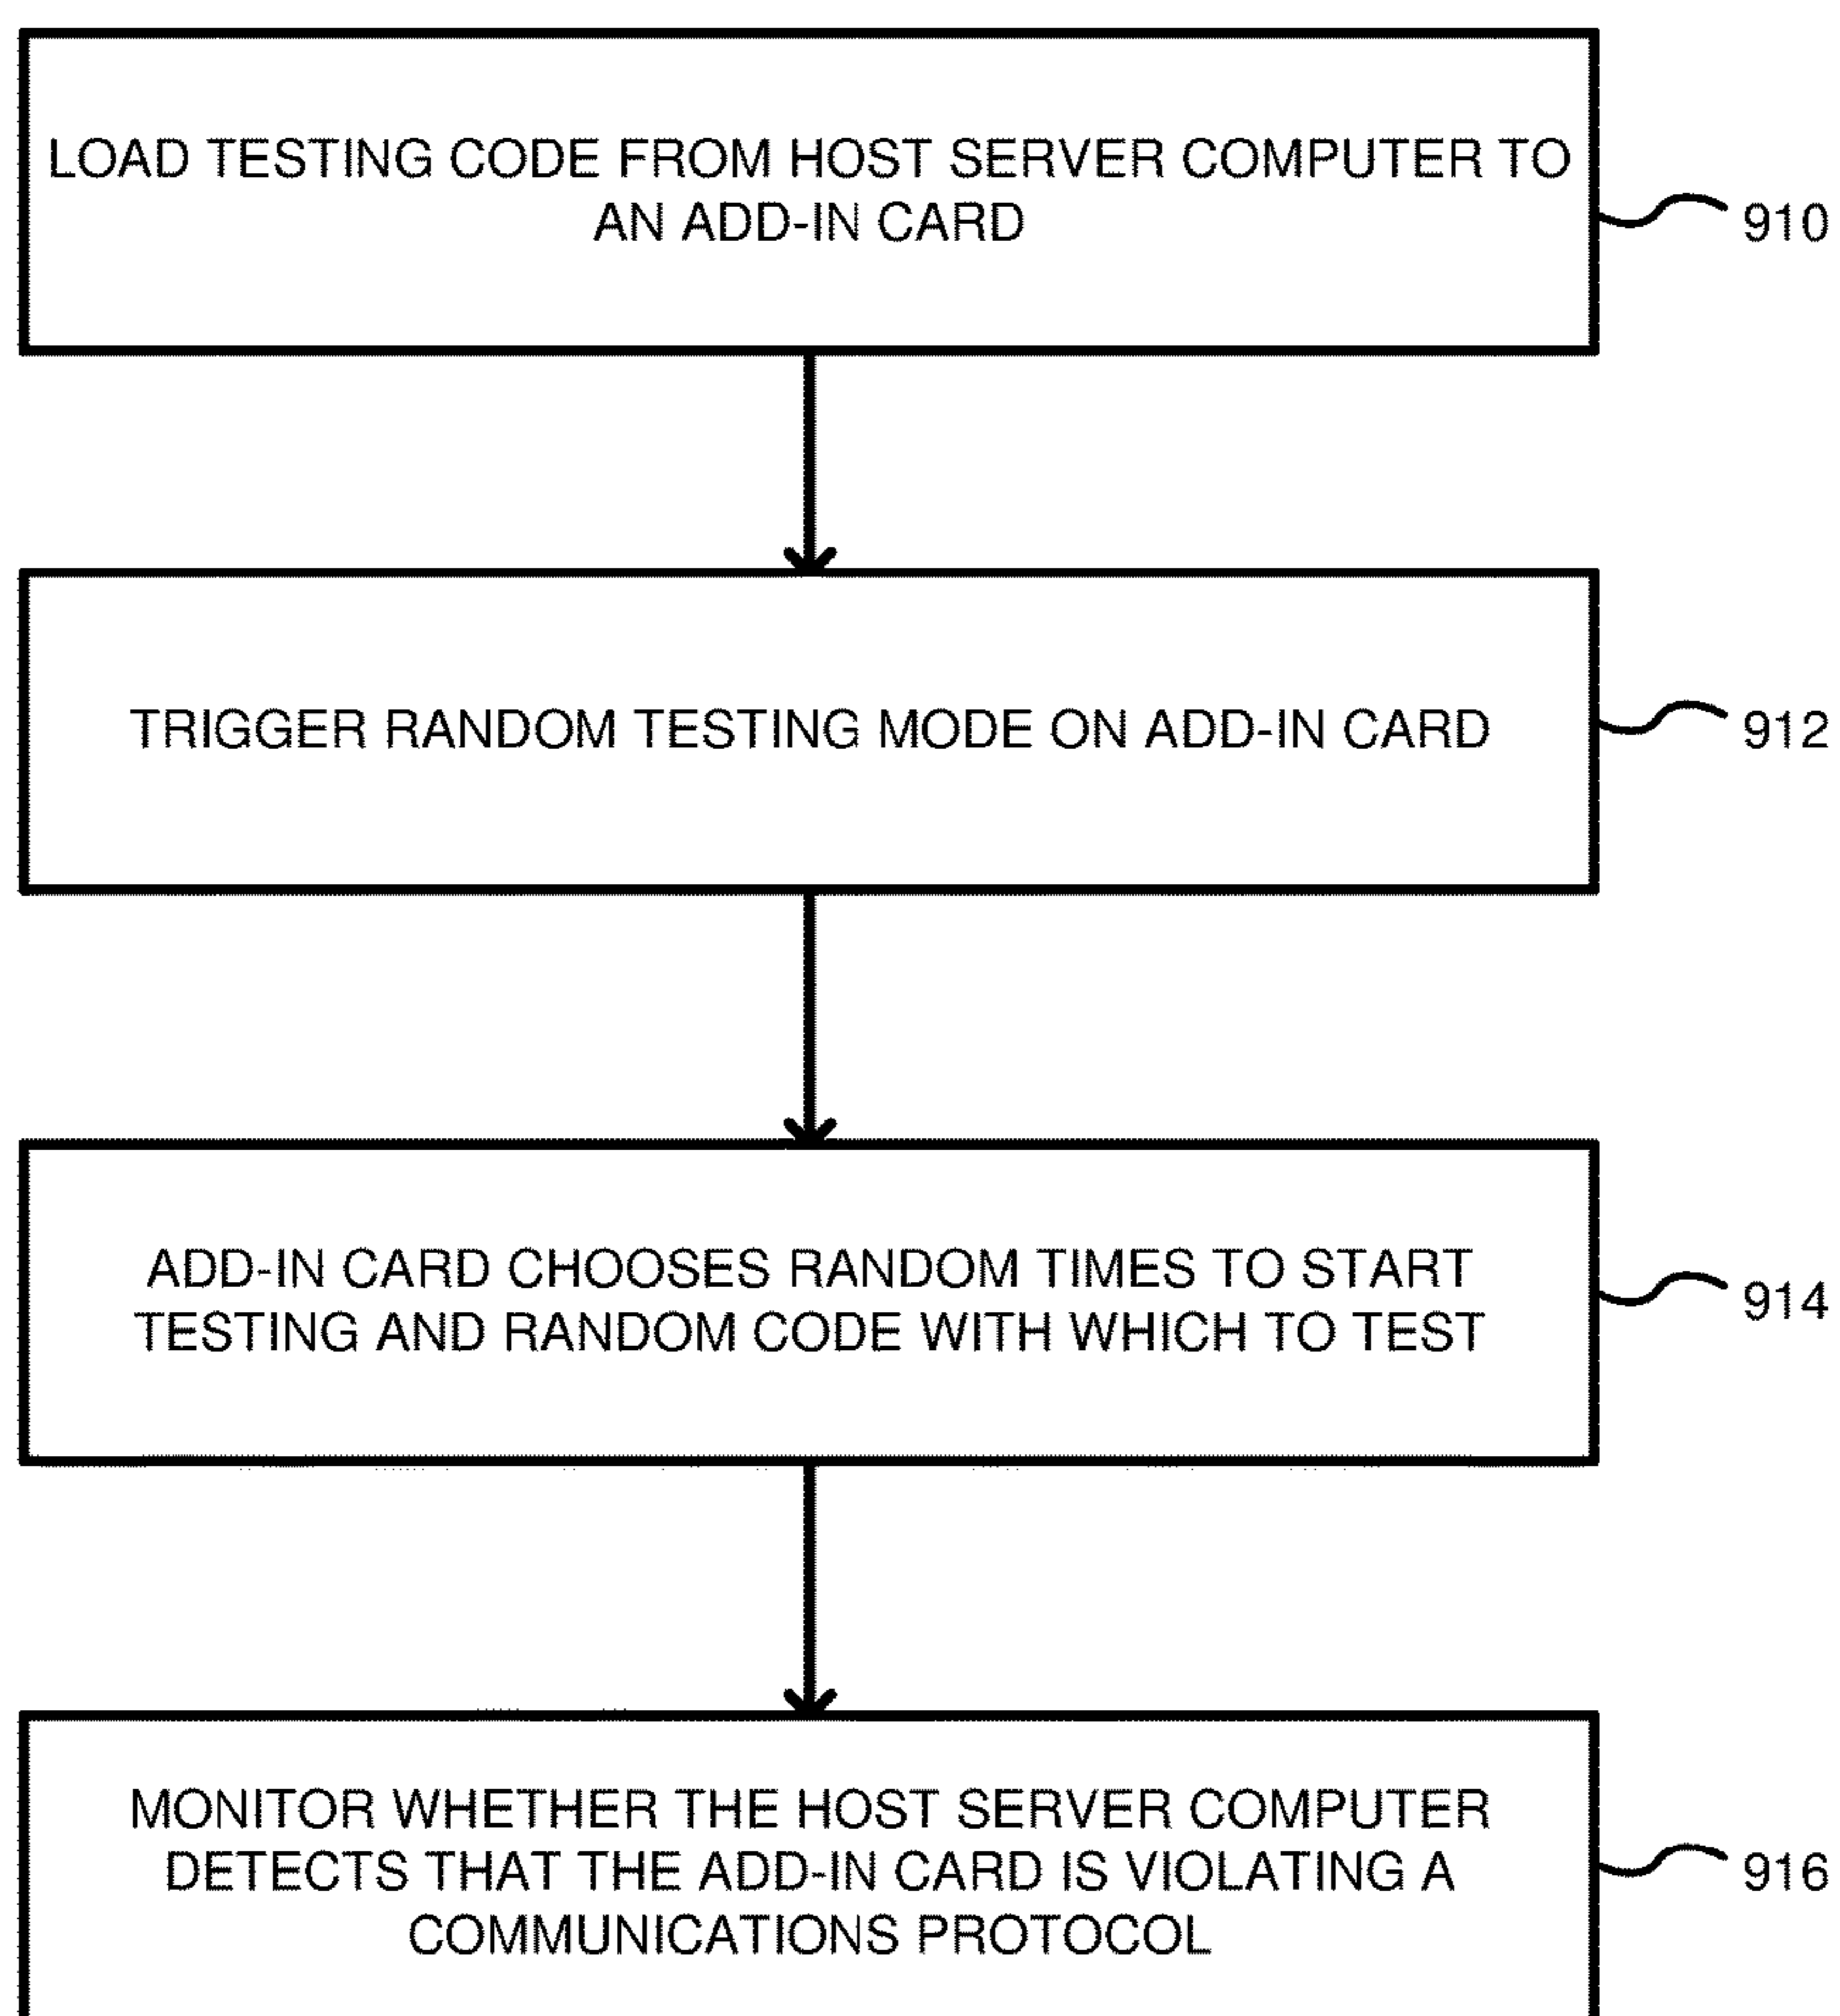 LOAD TESTING CODE FROM HOST SERVER COMPUTER TO
AN ADD-IN CARD
910
TRIGGER RANDOM TESTING MODE ON ADD-IN CARD
912
ADD-IN CARD CHOOSES RANDOM TIMES TO START
TESTING AND RANDOM CODE WITH WHICH TO TEST
914
MONITOR WHETHER THE HOST SERVER COMPUTER
DETECTS THAT THE ADD-IN CARD IS VIOLATING A
COMMUNICATIONS PROTOCOL
916